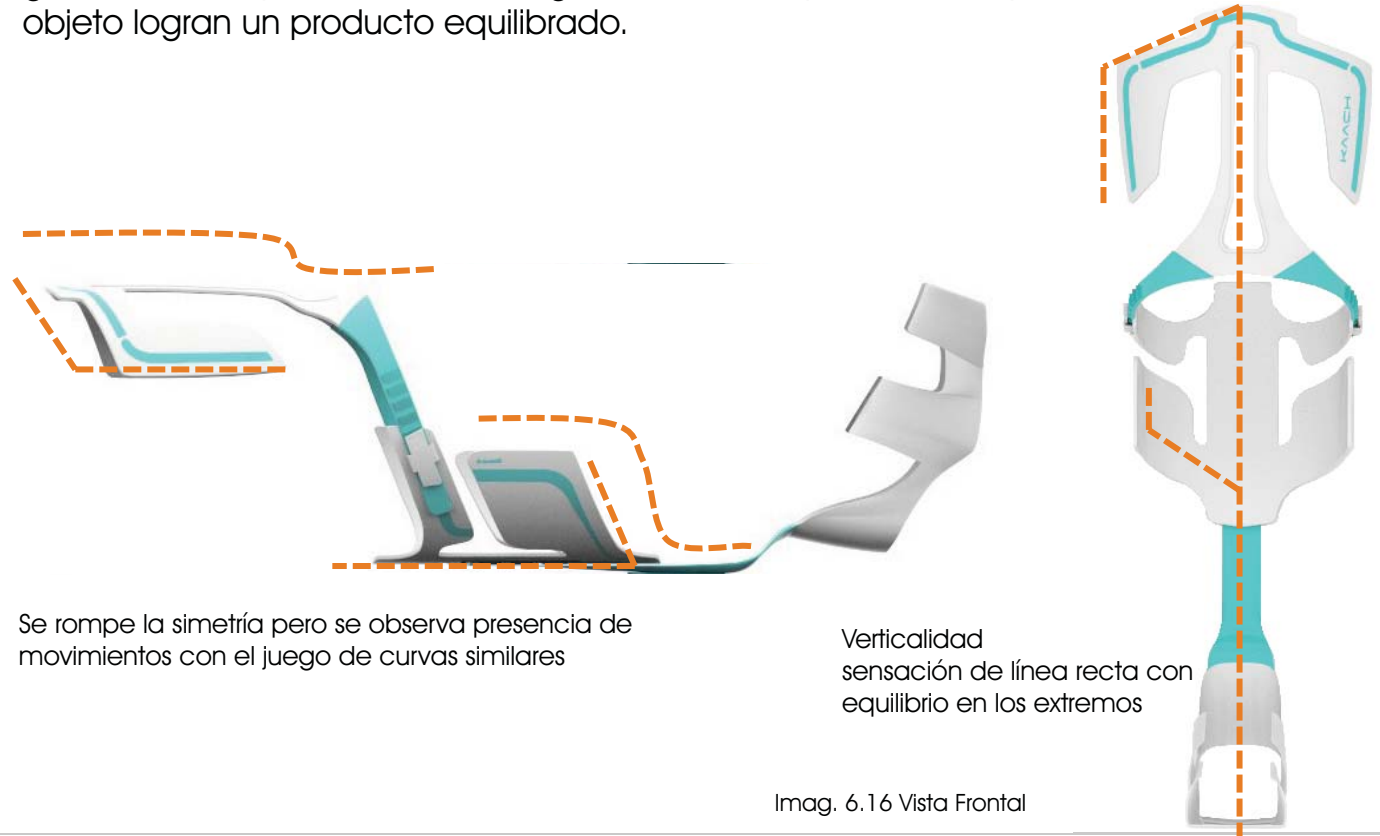 objeto logran un producto equilibrado.
KAACH
Se rompe la simetría pero se observa presencia de
movimientos con el juego de curvas similares
Verticalidad
sensación de línea recta con
equilibrio en los extremos
Imag. 6.16 Vista Frontal